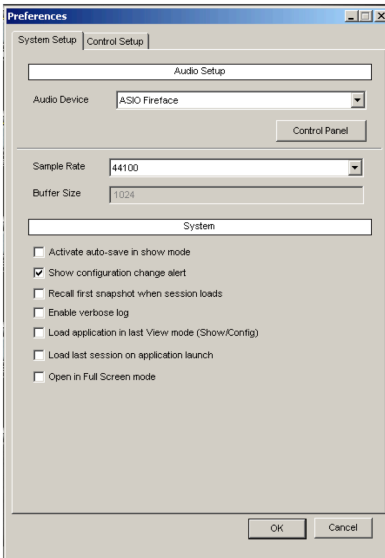 Preferences
System Setup Control Setup
Audio Setup
Audio Device ASIO Fireface
Control Panel
Sample Rate 44100
Buffer Size 1024
System
Activate auto-save in show mode
Show configuration change alert
Recall first snapshot when session loads
Enable verbose log
Load application in last View mode (Show/Config)
Load last session on application launch
Open in Full Screen mode
OK Cancel